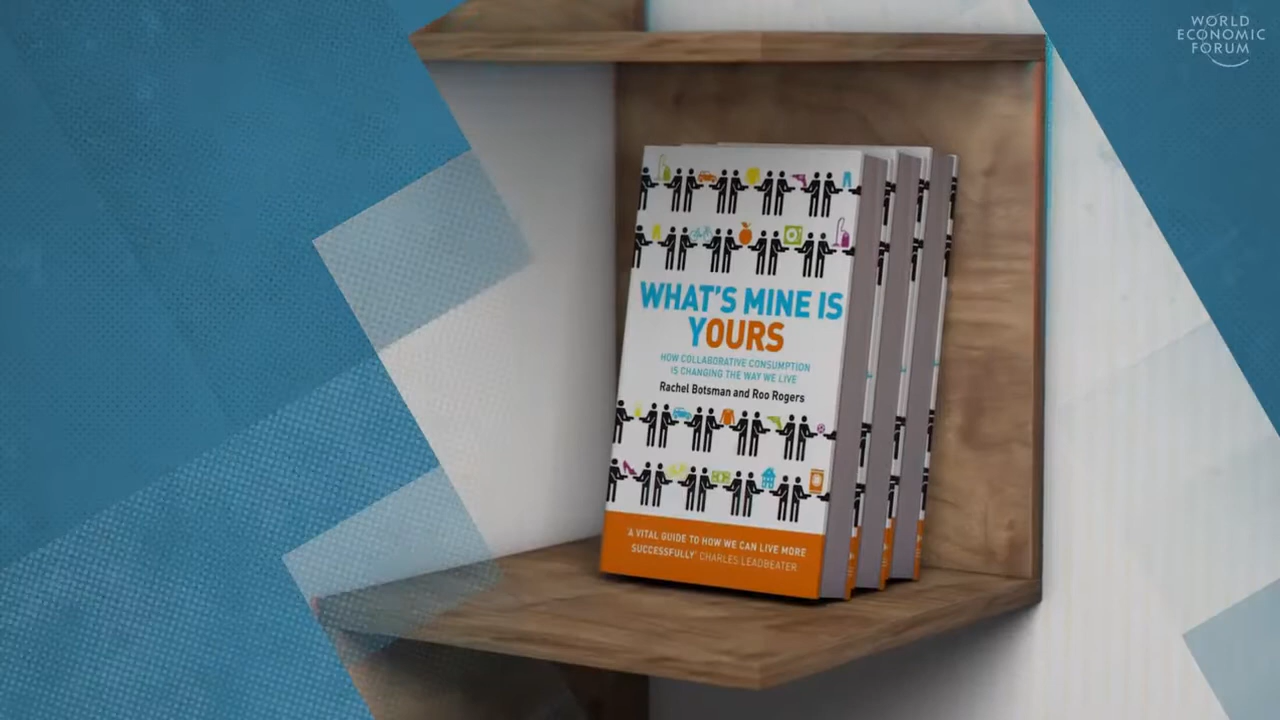 WORLD
ECONOMIC
FORUM
WHAT'S MINE IS
YOURS
HOW COLLABORATIVE CONSUMPTION
IS CHANGING THE WAY WE LIVE
Rachel Botsman and Roo Rogers
'A VITAL GUIDE TO HOW WE CAN LIVE MORE
SUCCESSFULLY' CHARLES LEADBEATER